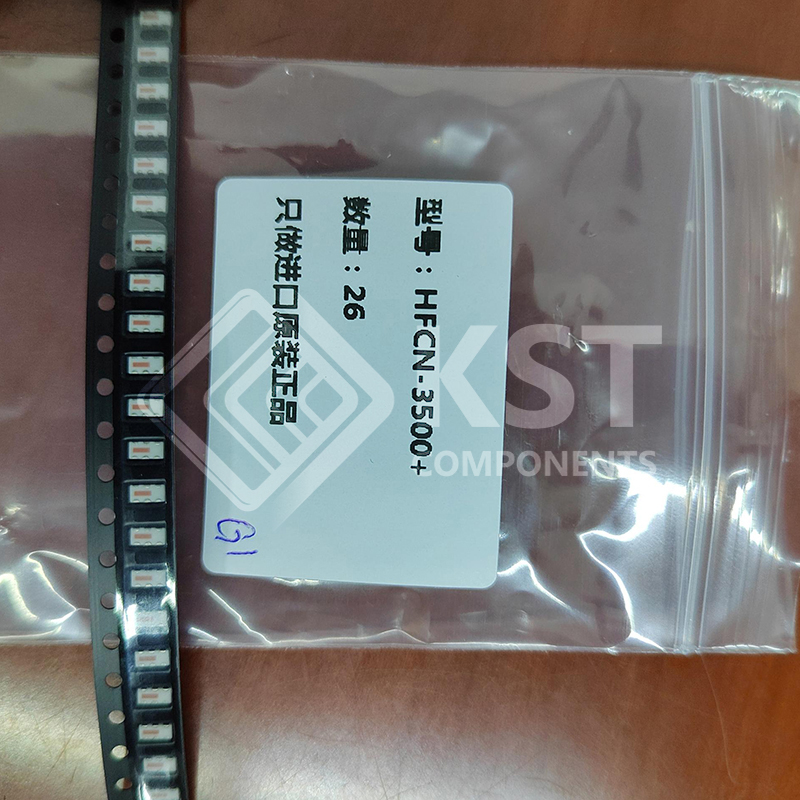 型号：HFCN-3500+
数量：26
只做进口原装正品
G1
KST
COMPONENTS